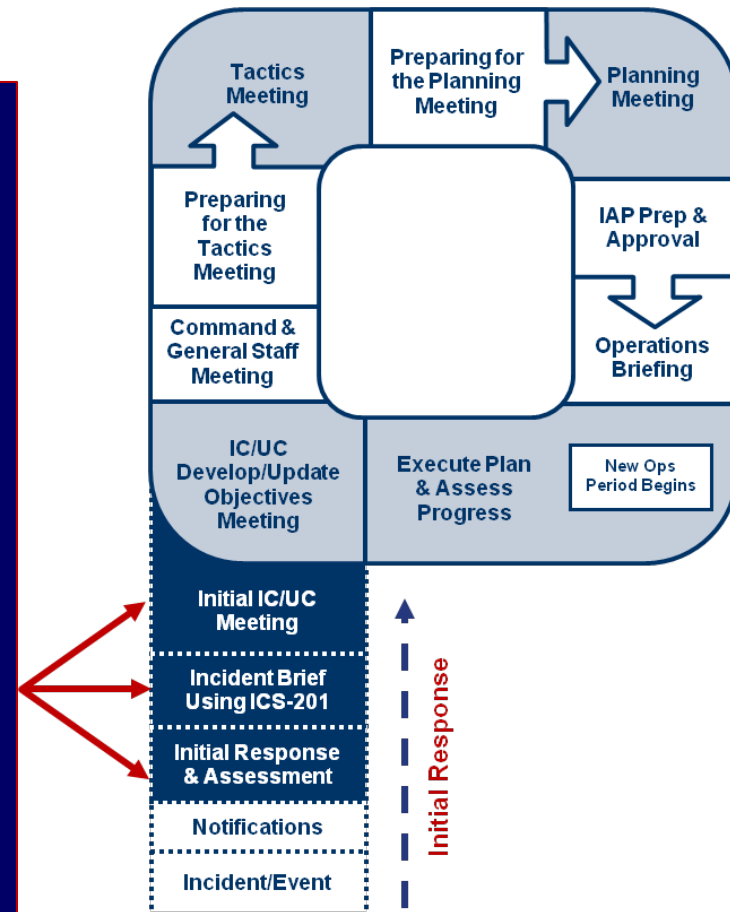 Tactics
Meeting
Preparing for
the Planning
Meeting
Planning
Meeting
Preparing
for the
Tactics
Meeting
IAP Prep &
Approval
Command &
General Staff
Meeting
Operations
Briefing
IC/UC
Develop/Update
Objectives
Meeting
Execute Plan
& Assess
Progress
New Ops
Period Begins
Initial IC/UC
Meeting
Incident Brief
Using ICS-201
Initial Response
& Assessment
Notifications
Incident/Event
Initial Response